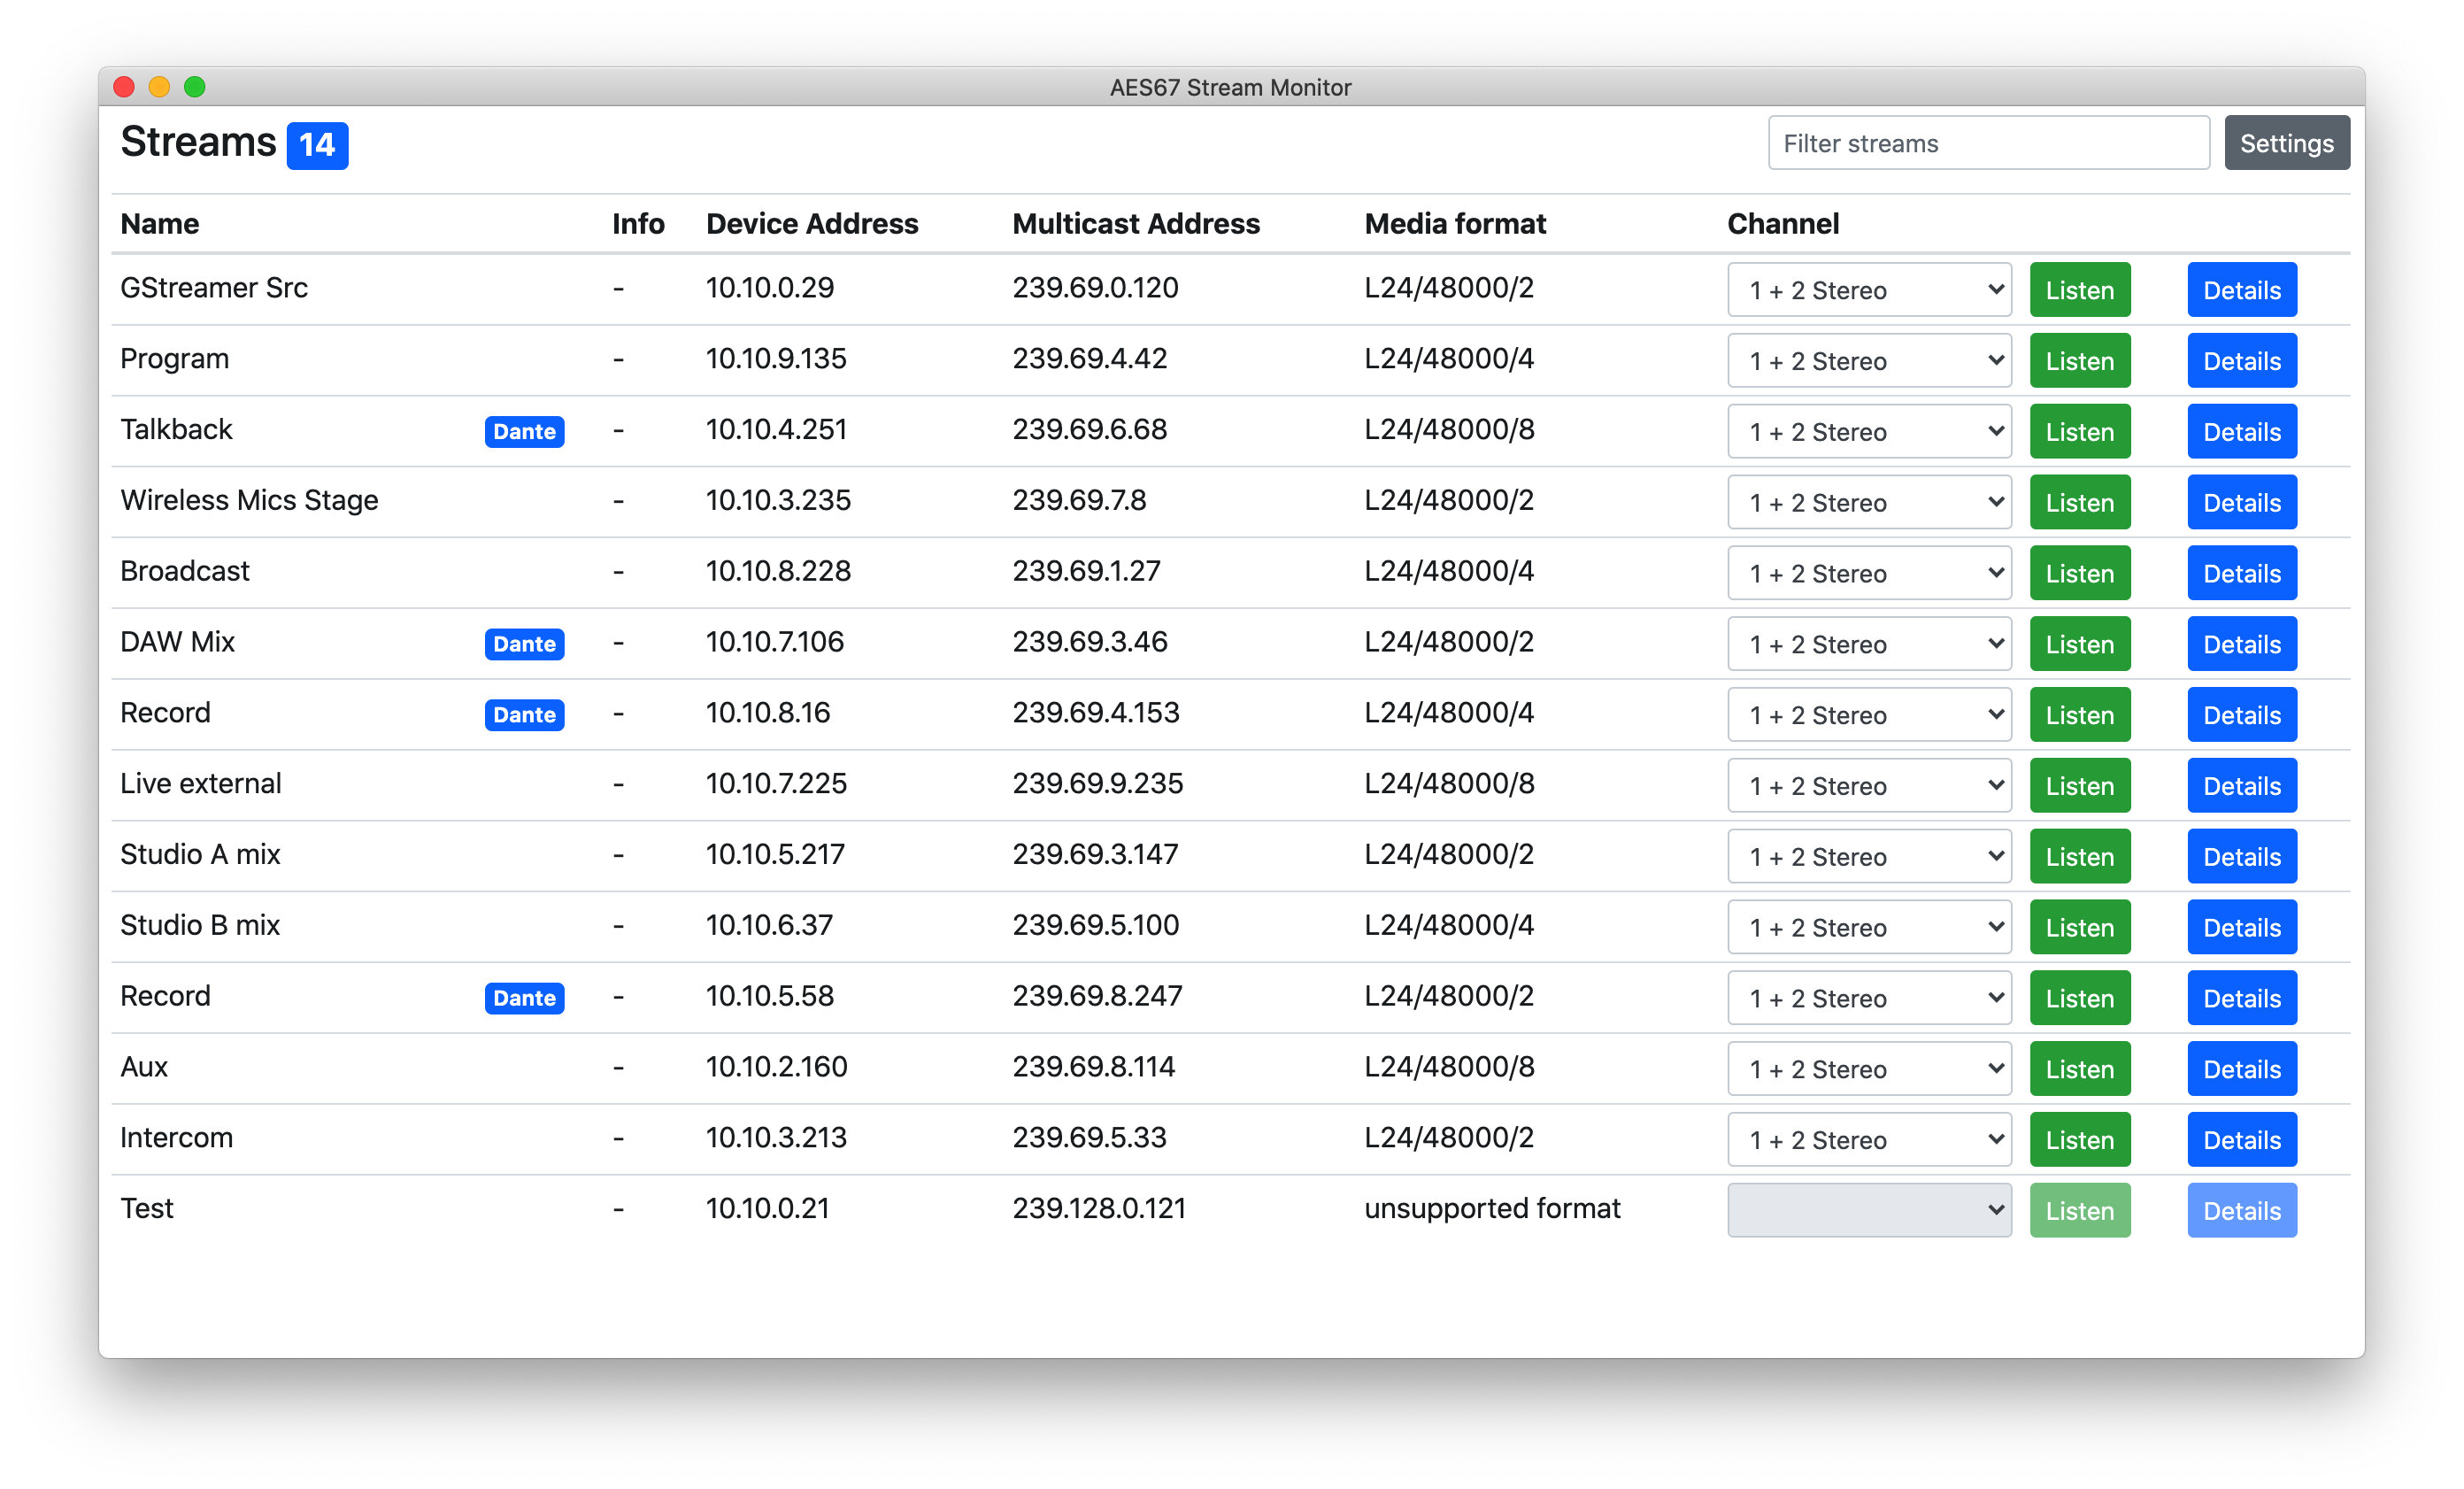 AES67 Stream Monitor
Streams 14 Filter streams Settings
Name Info Device Address Multicast Address Media format Channel
GStreamer Src - 10.10.0.29 239.69.0.120 L24/48000/2 1 + 2 Stereo Listen Details
Program - 10.10.9.135 239.69.4.42 L24/48000/4 1 + 2 Stereo Listen Details
Talkback Dante - 10.10.4.251 239.69.6.68 L24/48000/8 1 + 2 Stereo Listen Details
Wireless Mics Stage - 10.10.3.235 239.69.7.8 L24/48000/2 1 + 2 Stereo Listen Details
Broadcast - 10.10.8.228 239.69.1.27 L24/48000/4 1 + 2 Stereo Listen Details
DAW Mix Dante - 10.10.7.106 239.69.3.46 L24/48000/2 1 + 2 Stereo Listen Details
Record Dante - 10.10.8.16 239.69.4.153 L24/48000/4 1 + 2 Stereo Listen Details
Live external - 10.10.7.225 239.69.9.235 L24/48000/8 1 + 2 Stereo Listen Details
Studio A mix - 10.10.5.217 239.69.3.147 L24/48000/2 1 + 2 Stereo Listen Details
Studio B mix - 10.10.6.37 239.69.5.100 L24/48000/4 1 + 2 Stereo Listen Details
Record Dante - 10.10.5.58 239.69.8.247 L24/48000/2 1 + 2 Stereo Listen Details
Aux - 10.10.2.160 239.69.8.114 L24/48000/8 1 + 2 Stereo Listen Details
Intercom - 10.10.3.213 239.69.5.33 L24/48000/2 1 + 2 Stereo Listen Details
Test - 10.10.0.21 239.128.0.121 unsupported format Listen Details